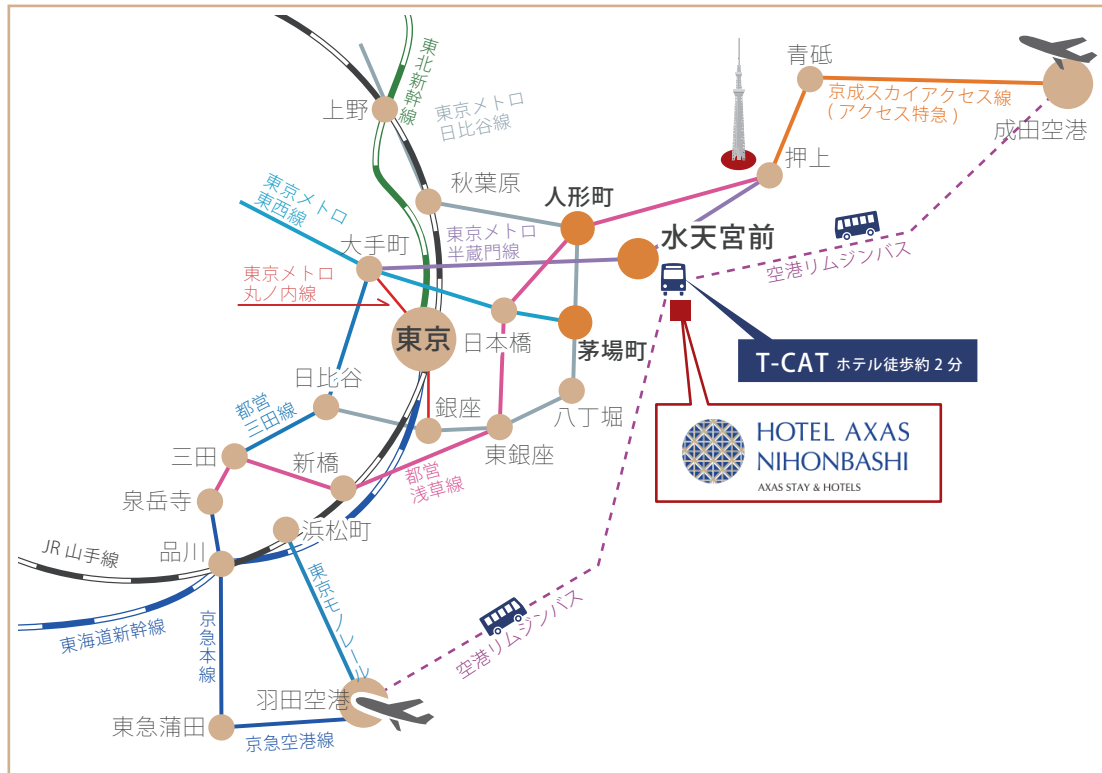 東北新幹線
上野
東京メトロ
日比谷線
青砥
京成スカイアクセス線
(アクセス特急)
成田空港
押上
秋葉原
人形町
東京メトロ
東西線
大手町
東京メトロ
半蔵門線
水天宮前
空港リムジンバス
東京メトロ
丸ノ内線
東京
日本橋
茅場町
T-CAT ホテル徒歩約2分
日比谷
銀座
八丁堀
都営
三田線
東銀座
HOTEL AXAS
NIHONBASHI
AXAS STAY & HOTELS
三田
新橋
都営
浅草線
泉岳寺
浜松町
JR山手線
品川
東京モノレール
東海道新幹線
京急本線
空港リムジンバス
羽田空港
東急蒲田
京急空港線